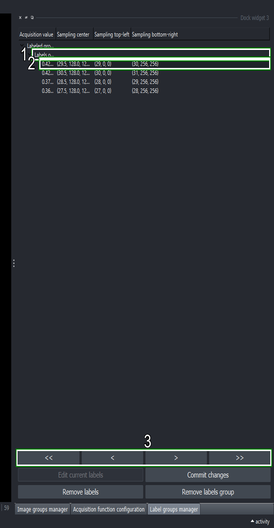 Dock widget 3
Acquisition value Sampling center Sampling top-left Sampling bottom-right
Labeled pro...
1
Labels g...
2
0.42... (29.5, 128.0, 12... (29, 0, 0) (30, 256, 256)
0.42... (30.5, 128.0, 12... (30, 0, 0) (31, 256, 256)
0.37... (28.5, 128.0, 12... (28, 0, 0) (29, 256, 256)
0.36... (27.5, 128.0, 12... (27, 0, 0) (28, 256, 256)
3
<< < > >>
Edit current labels Commit changes
Remove labels Remove labels group
59 Image groups manager Acquisition function configuration Label groups manager
activity